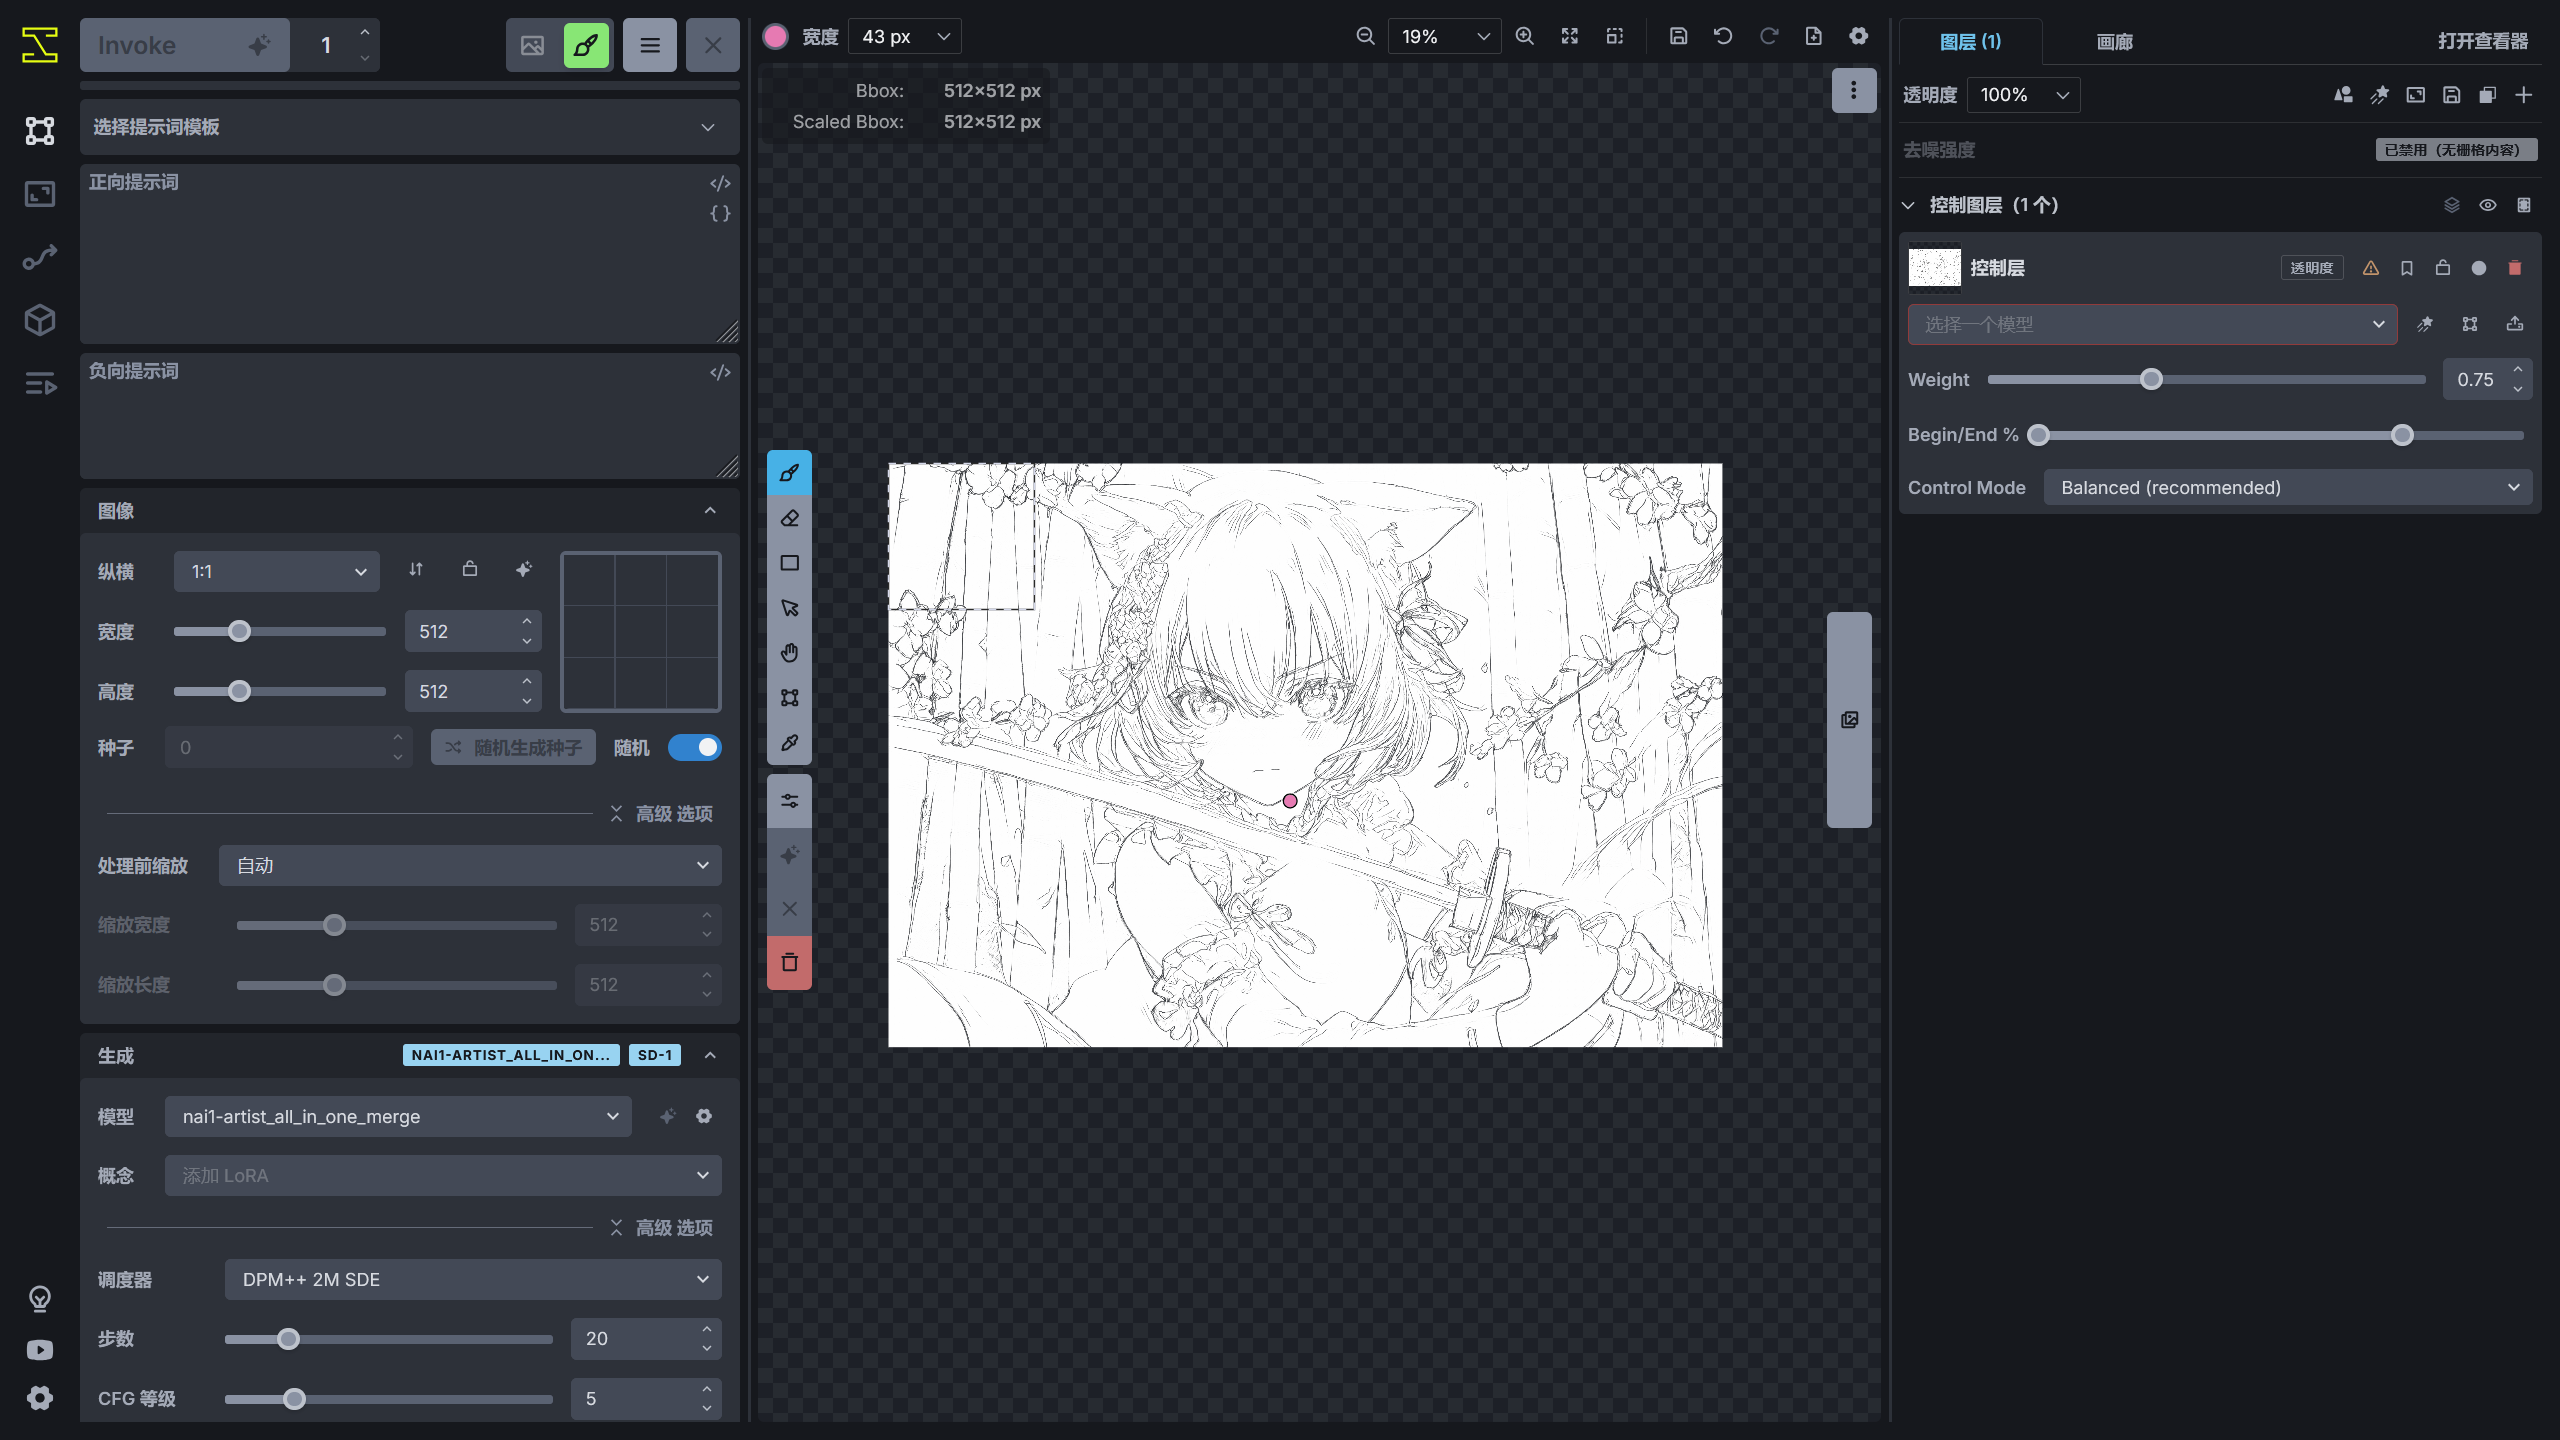 Invoke
1
选择提示词模板
正向提示词
负向提示词
图像
纵横
1:1
宽度
512
高度
512
种子
0
随机生成种子
随机
高级 选项
处理前缩放
自动
缩放宽度
512
缩放长度
512
生成
NAI1-ARTIST_ALL_IN_ON...
SD-1
模型
nai1-artist_all_in_one_merge
概念
添加 LoRA
高级 选项
调度器
DPM++ 2M SDE
步数
20
CFG 等级
5
宽度
43 px
19%
Bbox: 512×512 px
Scaled Bbox: 512×512 px
图层 (1)
画廊
打开查看器
透明度
100%
去噪强度
已禁用（无栅格内容）
控制图层（1 个）
控制层
透明度
选择一个模型
Weight
0.75
Begin/End %
Control Mode
Balanced (recommended)